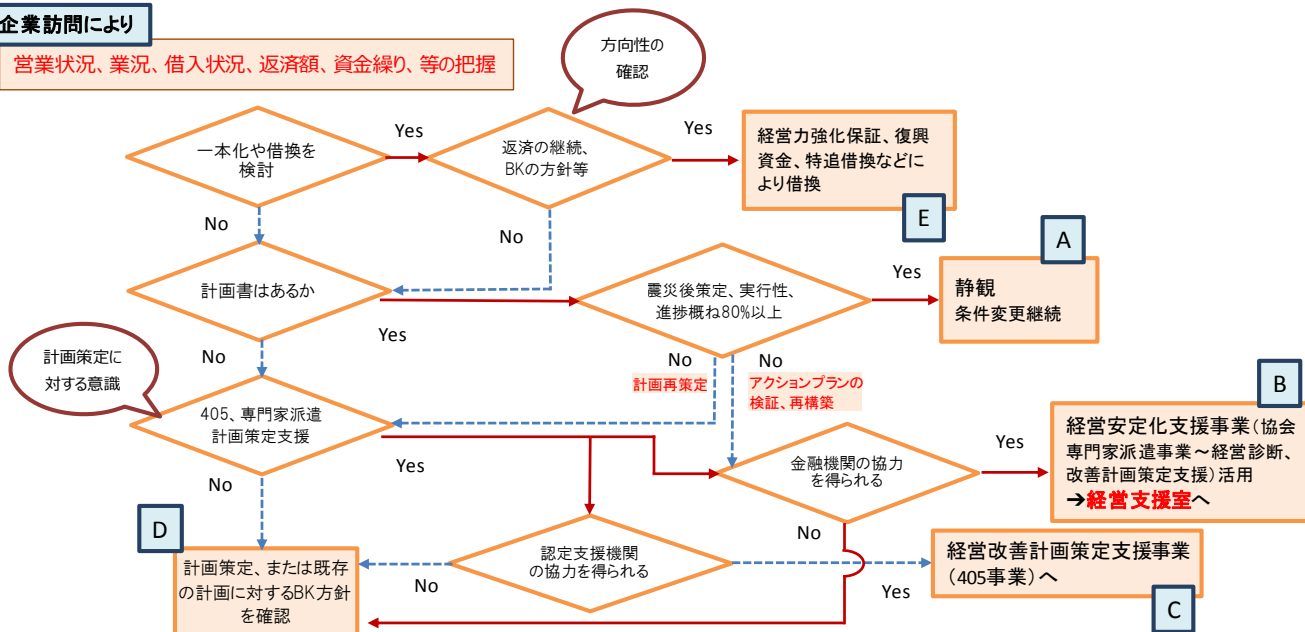 企業訪問により
営業状況、業況、借入状況、返済額、資金繰り、等の把握
方向性の
確認
一本化や借換を
検討
Yes
返済の継続、
BKの方針等
Yes
経営力強化保証、復興
資金、特追借換などに
より借換
E
No
No
計画書はあるか
Yes
震災後策定、実行性、
進捗概ね80%以上
Yes
A
静観
条件変更継続
No
計画策定に
対する意識
No
計画再策定
No
アクションプランの
検証、再構築
405、専門家派遣
計画策定支援
Yes
金融機関の協力
を得られる
Yes
B
経営安定化支援事業(協会
専門家派遣事業~経営診断、
改善計画策定支援)活用
→経営支援室へ
No
No
D
計画策定、または既存
の計画に対するBK方針
を確認
No
認定支援機関
の協力を得られる
Yes
経営改善計画策定支援事業
(405事業)へ
C